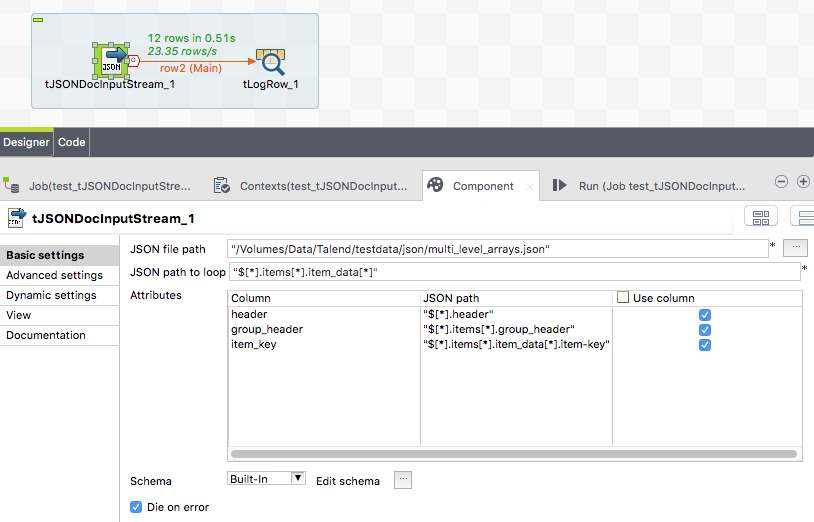 12 rows in 0.51s
23.35 rows/s
row2 (Main)
JSON
tJSONDocInputStream_1
tLogRow_1
Designer
Code
Job(test_tJSONDocInputStre...
Contexts(test_tJSONDocInput...
Component
Run (Job test_tJSONDocInput...
tJSONDocInputStream_1
Basic settings
Advanced settings
Dynamic settings
View
Documentation
JSON file path "/Volumes/Data/Talend/testdata/json/multi_level_arrays.json" * ...
JSON path to loop "$[*].items[*].item_data[*]" *
Attributes
Column JSON path Use column
header "$[*].header"
group_header "$[*].items[*].group_header"
item_key "$[*].items[*].item_data[*].item-key"
Schema Built-In Edit schema ...
Die on error